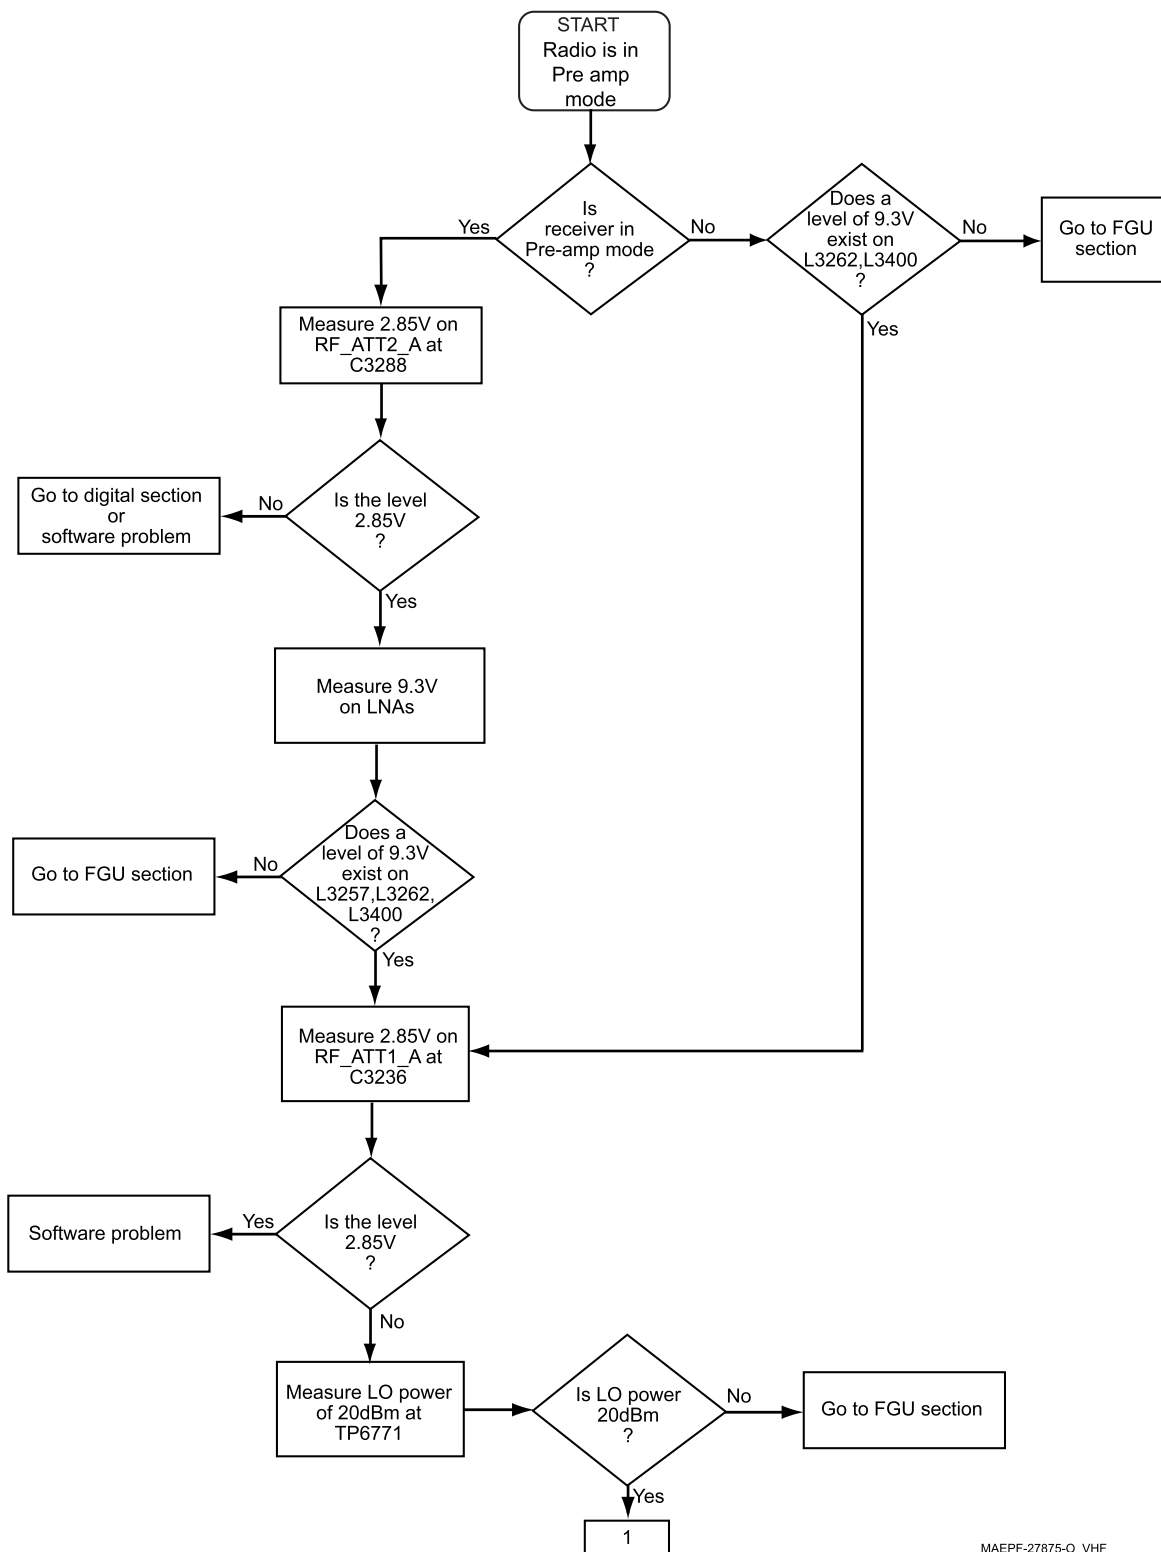 START
Radio is in
Pre amp
mode
Is
receiver in
Pre-amp mode
?
Yes
No
Does a
level of 9.3V
exist on
L3262,L3400
?
No
Go to FGU
section
Yes
Measure 2.85V on
RF_ATT2_A at
C3288
Is the level
2.85V
?
No
Go to digital section
or
software problem
Yes
Measure 9.3V
on LNAs
Does a
level of 9.3V
exist on
L3257,L3262,
L3400
?
No
Go to FGU section
Yes
Measure 2.85V on
RF_ATT1_A at
C3236
Is the level
2.85V
?
Yes
Software problem
No
Measure LO power
of 20dBm at
TP6771
Is LO power
20dBm
?
No
Go to FGU section
Yes
1
MAEPF-27875-O_VHF